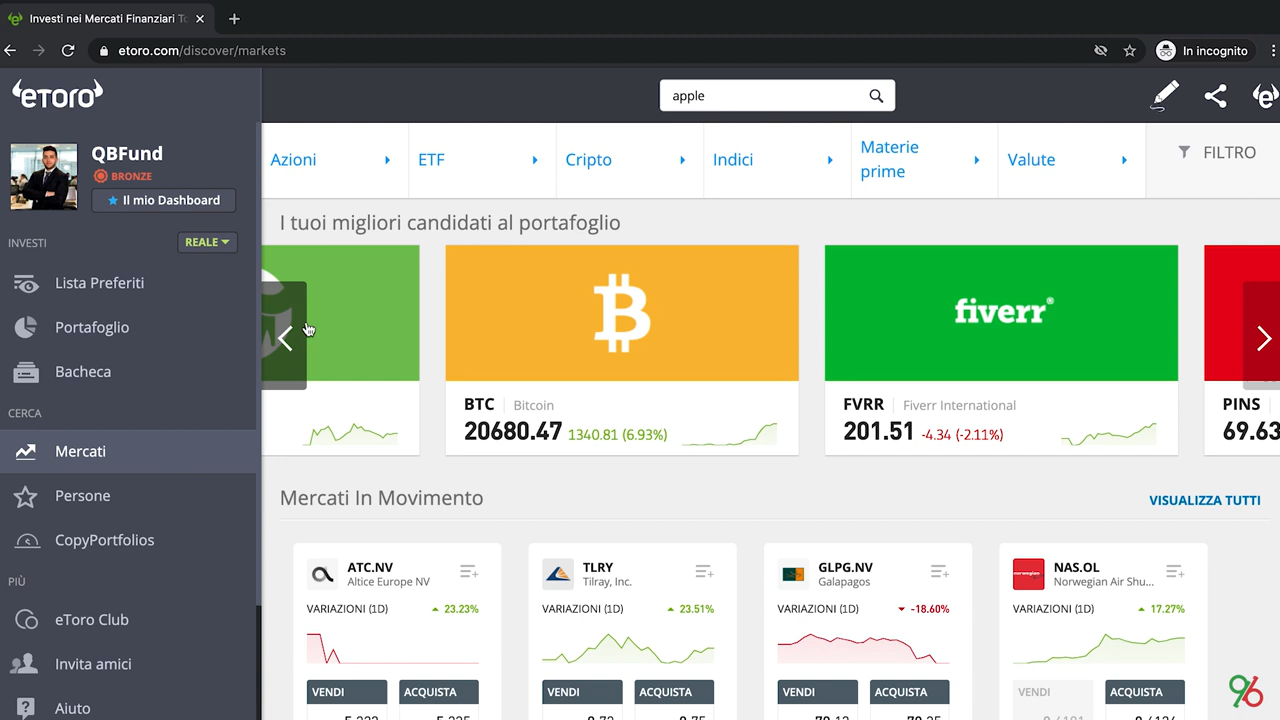 Investi nei Mercati Finanziari
etoro.com/discover/markets
In incognito
eToro
apple
QBFund
BRONZE
Il mio Dashboard
INVESTI
REALE
Lista Preferiti
Portafoglio
Bacheca
CERCA
Mercati
Persone
CopyPortfolios
PIÙ
eToro Club
Invita amici
Aiuto
Azioni
ETF
Cripto
Indici
Materie
prime
Valute
FILTRO
I tuoi migliori candidati al portafoglio
fiverr®
BTC Bitcoin
20680.47 1340.81 (6.93%)
FVRR Fiverr International
201.51 -4.34 (-2.11%)
PINS
69.63
Mercati In Movimento
VISUALIZZA TUTTI
ATC.NV
Altice Europe NV
VARIAZIONI (1D) 23.23%
VENDI ACQUISTA
TLRY
Tilray, Inc.
VARIAZIONI (1D) 23.51%
VENDI ACQUISTA
GLPG.NV
Galapagos
VARIAZIONI (1D) -18.60%
VENDI ACQUISTA
NAS.OL
Norwegian Air Shu...
VARIAZIONI (1D) 17.27%
VENDI ACQUISTA